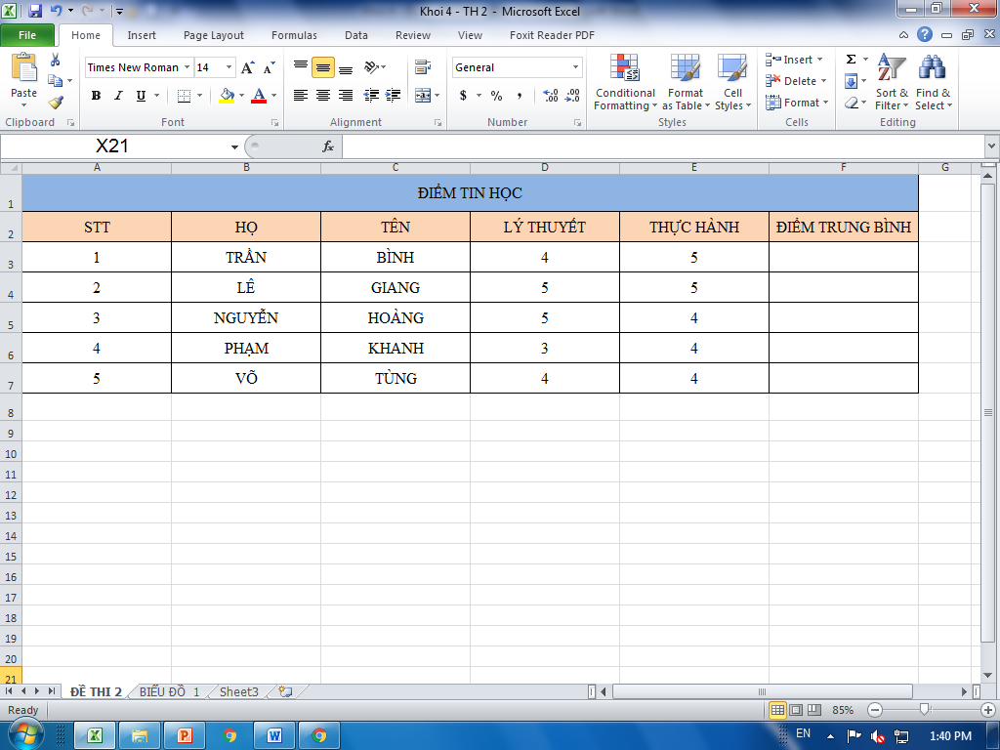 Khoi 4 - TH 2 - Microsoft Excel
File Home Insert Page Layout Formulas Data Review View Foxit Reader PDF
Times New Roman 14 General Insert Σ
Paste Delete
B I U $ % , Conditional Formatting Format as Table Cell Styles Format Sort & Filter Find & Select
Clipboard Font Alignment Number Styles Cells Editing
X21 fx
A B C D E F G
1 ĐIỂM TIN HỌC
2 STT HỌ TÊN LÝ THUYẾT THỰC HÀNH ĐIỂM TRUNG BÌNH
3 1 TRẦN BÌNH 4 5
4 2 LÊ GIANG 5 5
5 3 NGUYỄN HOÀNG 5 4
6 4 PHẠM KHANH 3 4
7 5 VÕ TÙNG 4 4
8
9
10
11
12
13
14
15
16
17
18
19
20
21
ĐỀ THI 2 BIỂU ĐỒ 1 Sheet3
Ready 85%
EN 1:40 PM